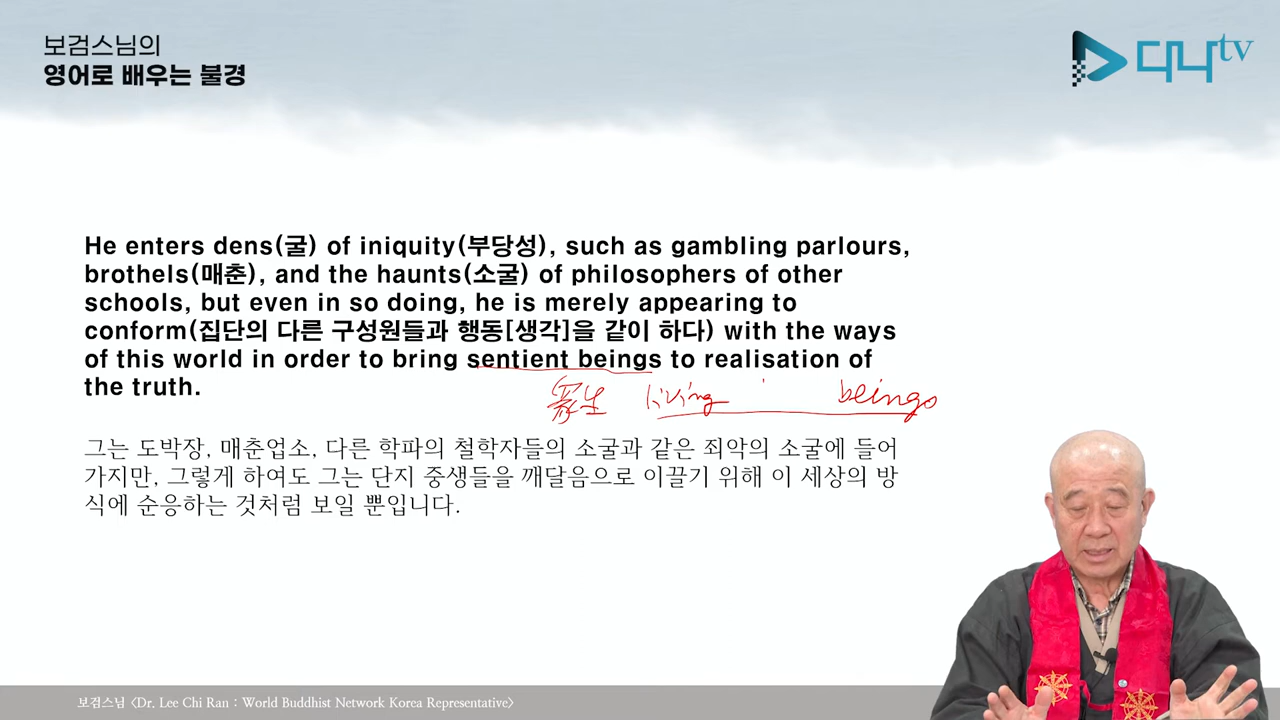 보검스님의
영어로 배우는 불경
다나tv
He enters dens(굴) of iniquity(부당성), such as gambling parlours,
brothels(매춘), and the haunts(소굴) of philosophers of other
schools, but even in so doing, he is merely appearing to
conform(집단의 다른 구성원들과 행동[생각]을 같이 하다) with the ways
of this world in order to bring sentient beings to realisation of
the truth.
衆生 living beings
그는 도박장, 매춘업소, 다른 학파의 철학자들의 소굴과 같은 죄악의 소굴에 들어
가지만, 그렇게 하여도 그는 단지 중생들을 깨달음으로 이끌기 위해 이 세상의 방
식에 순응하는 것처럼 보일 뿐입니다.
보검스님 <Dr. Lee Chi Ran : World Buddhist Network Korea Representative>